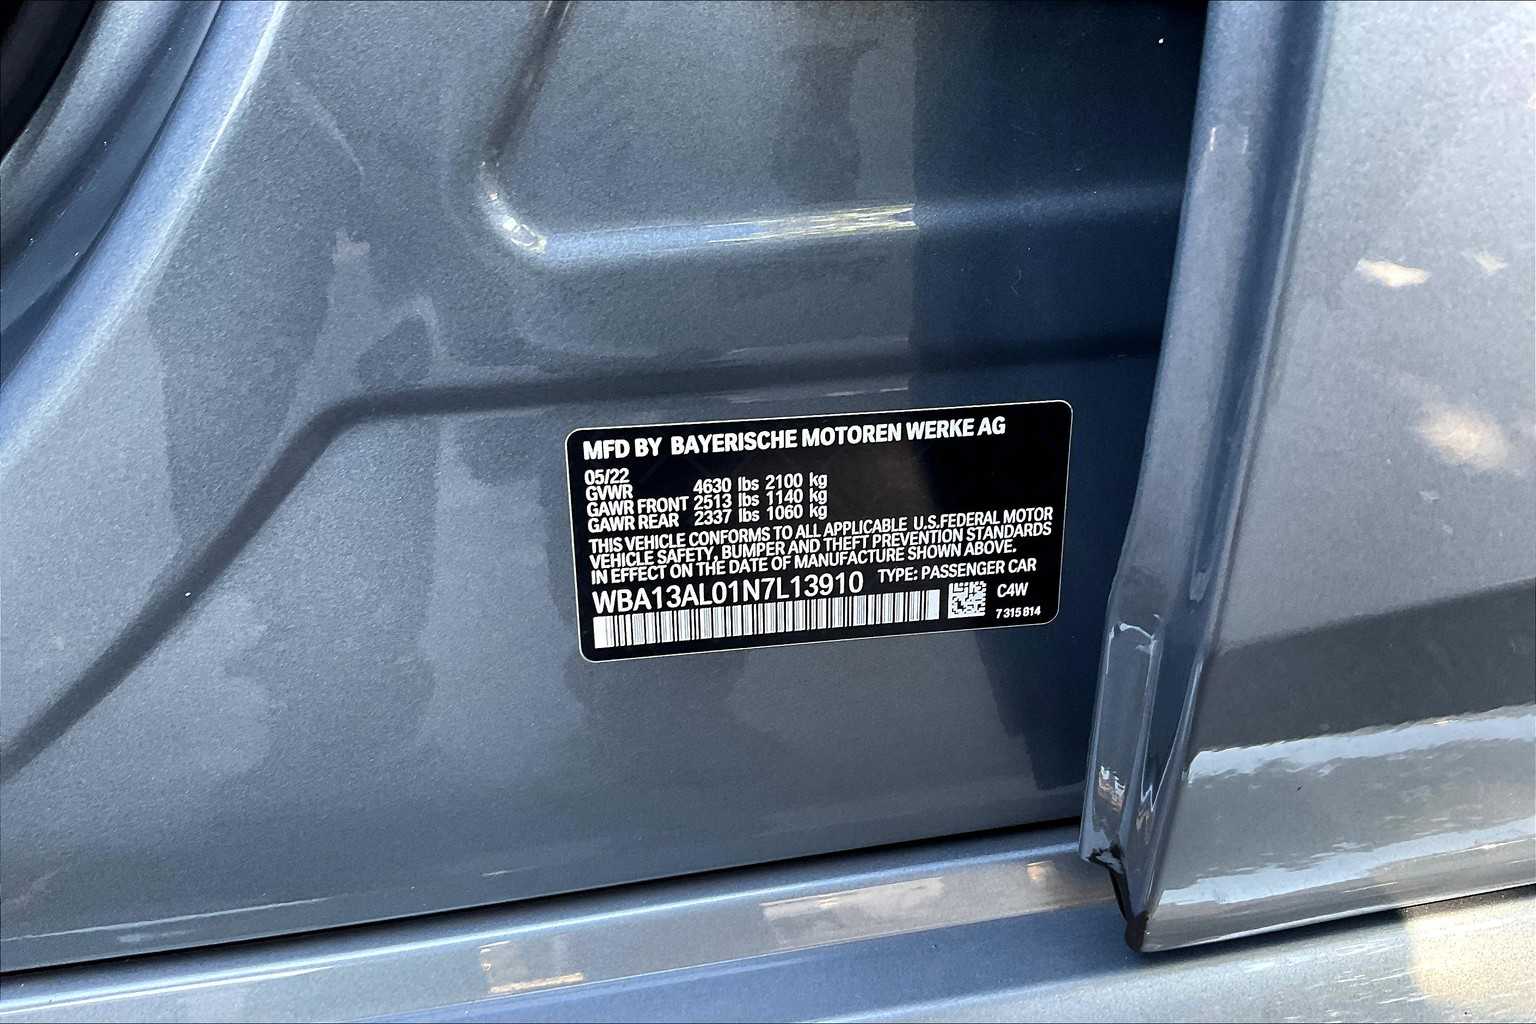 MFD BY BAYERISCHE MOTOREN WERKE AG
05/22
GVWR 4630 lbs 2100 kg
GAWR FRONT 2513 lbs 1140 kg
GAWR REAR 2337 lbs 1060 kg
THIS VEHICLE CONFORMS TO ALL APPLICABLE U.S.FEDERAL MOTOR
VEHICLE SAFETY, BUMPER AND THEFT PREVENTION STANDARDS
IN EFFECT ON THE DATE OF MANUFACTURE SHOWN ABOVE.
WBA13AL01N7L13910 TYPE: PASSENGER CAR
C4W
7 315 814